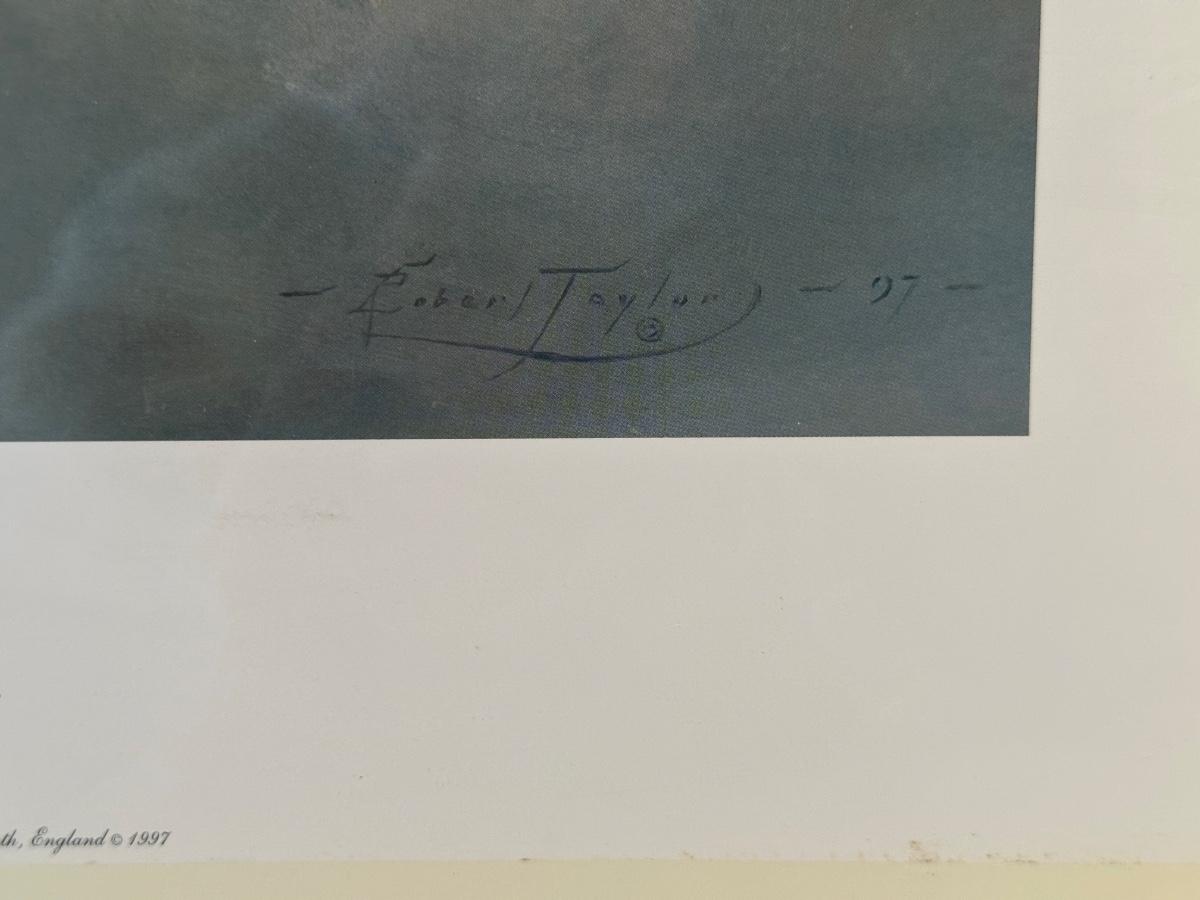 - Robert Taylor © - 97 -
th, England © 1997